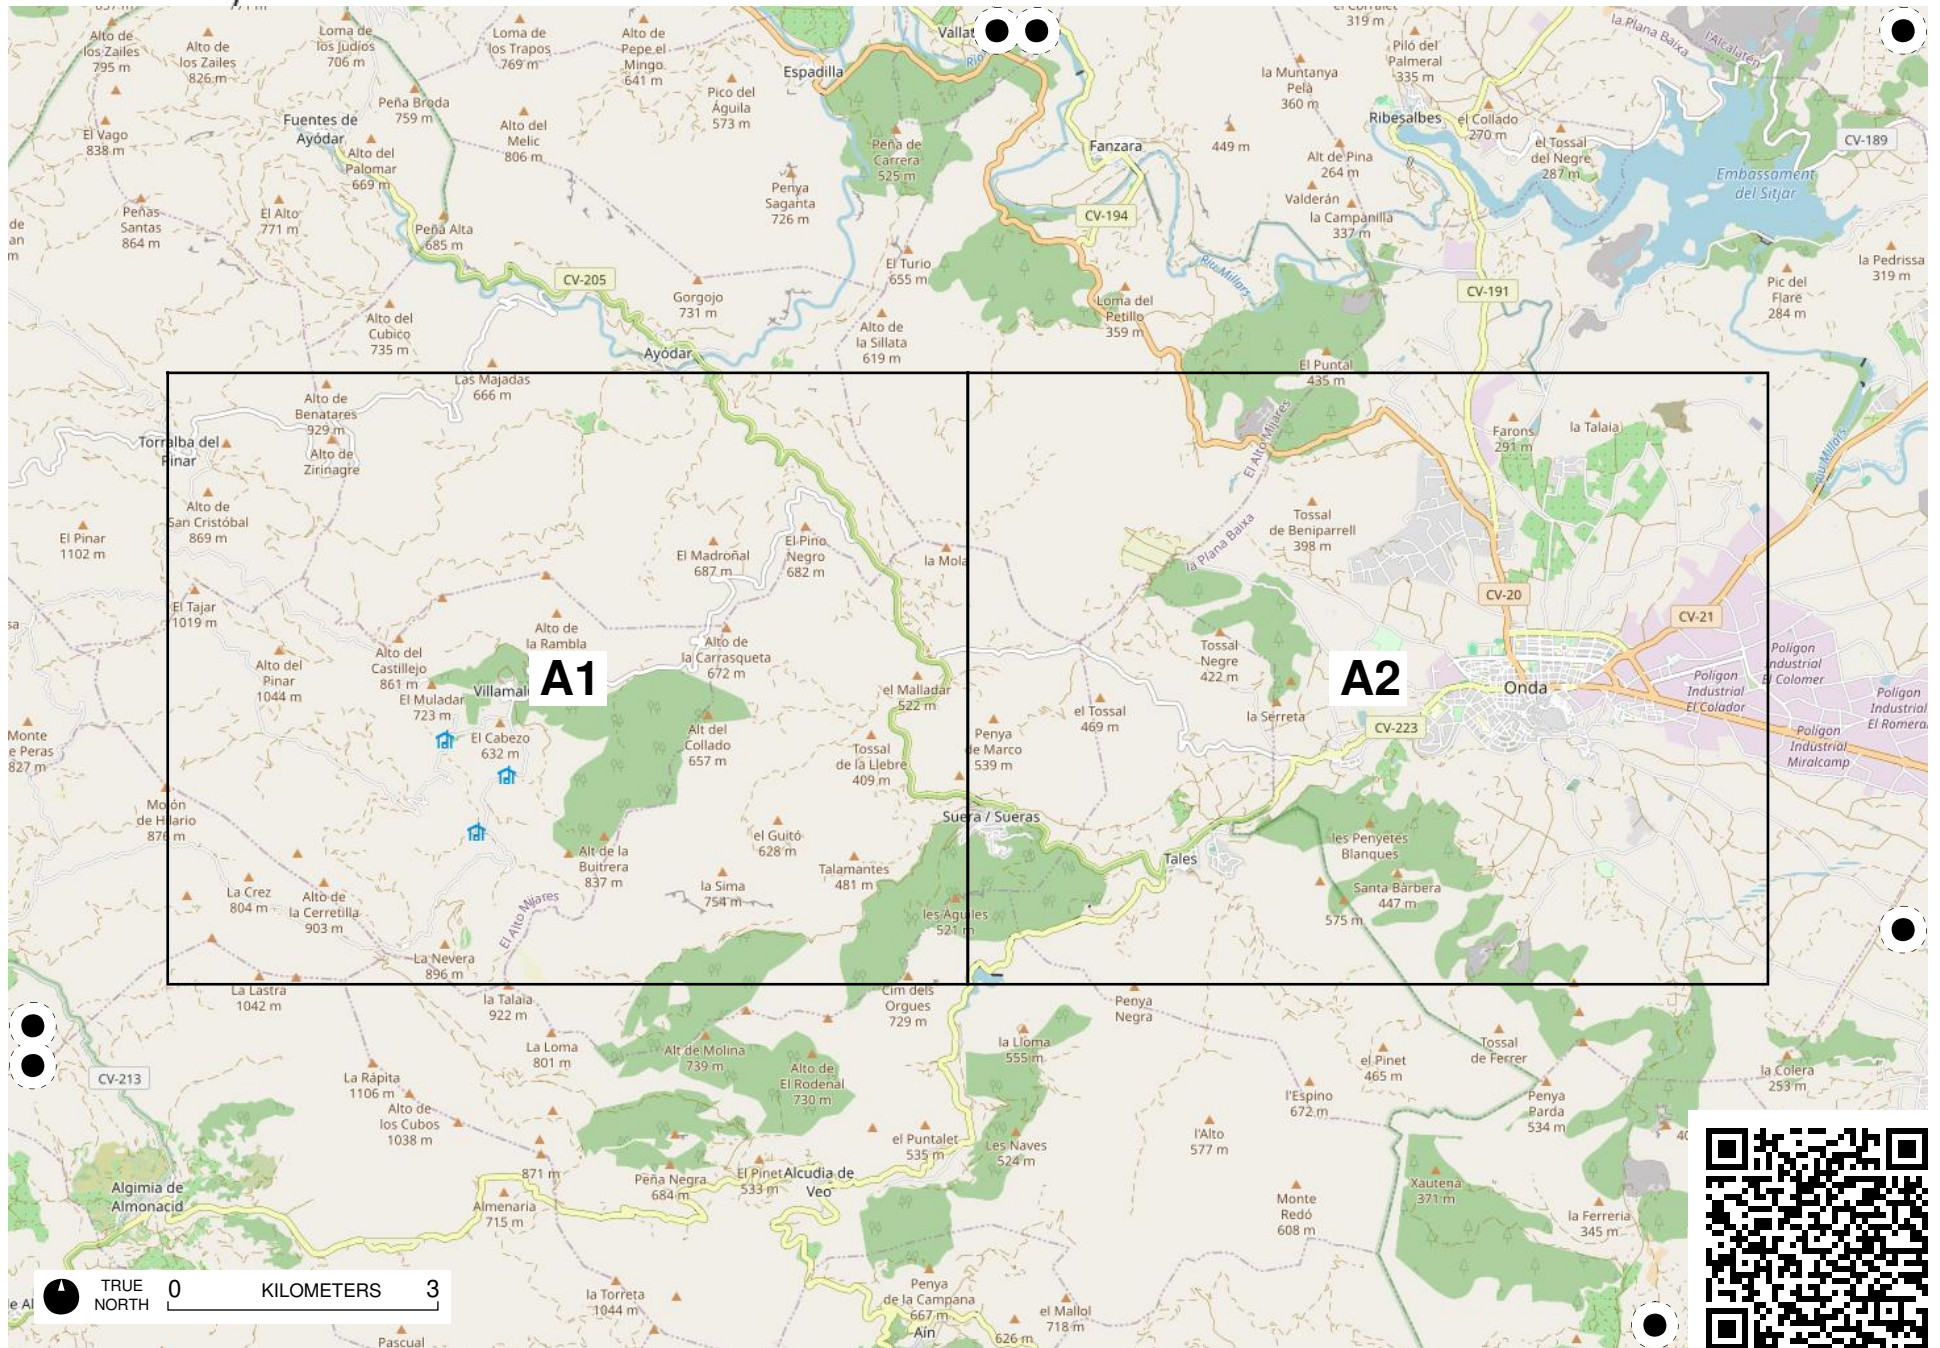 Alto de
los Zailes
795 m
Alto de
los Zailes
826 m
Loma de
los Judíos
706 m
Loma de
los Trapos
769 m
Alto de
Pepe el
Mingo
641 m
Espadilla
Pico del
Águila
573 m
la Muntanya
Pelà
360 m
319 m
Piló del
Palmeral
335 m
la Plana Baixa
l'Alcalatén
Peña Broda
759 m
Fuentes de
Ayódar
El Vago
838 m
Alto del
Palomar
669 m
Alto del
Melic
806 m
Peña de
Carrera
525 m
Fanzara
449 m
Ribesalbes
el Collado
270 m
el Tossal
del Negre
287 m
CV-189
Embassament
del Sitjar
Alt de Pina
264 m
Valderán
la Campanilla
337 m
Penya
Saganta
726 m
Peñas
Santas
864 m
El Alto
771 m
Peña Alta
685 m
CV-194
CV-205
El Turio
655 m
Riu Millars
CV-191
la Pedrissa
319 m
Pic del
Flare
284 m
Gorgojo
731 m
Alto del
Cubico
735 m
Ayódar
Alto de
la Sillata
619 m
Loma del
Petillo
359 m
El Puntal
435 m
Las Majadas
666 m
Alto de
Benatares
929 m
Torralba del
Pinar
Alto de
Zirinagre
El Alto Mijares
Farons
291 m
la Talaia
Riu Millars
Alto de
San Cristóbal
869 m
El Pinar
1102 m
El Madroñal
687 m
El Pino
Negro
682 m
la Mola
la Plana Baixa
Tossal
de Beniparrell
398 m
El Tajar
1019 m
CV-20
CV-21
Alto de
la Rambla
Alto del
Castillejo
861 m
Alto de
la Carrasqueta
672 m
Alto del
Pinar
1044 m
El Muladar
723 m
A1
A2
Tossal
Negre
422 m
Onda
Poligon
Industrial
El Colomer
Poligon
Industrial
El Colador
Poligon
Industrial
Poligon
Industrial
Miralcamp
el Malladar
522 m
el Tossal
469 m
la Serreta
CV-223
Monte
827 m
El Cabezo
632 m
Alt del
Collado
657 m
Tossal
de la Llebre
409 m
Penya
de Marco
539 m
Molón
de Hilario
876 m
Suera / Sueras
el Guitó
628 m
Alt de la
Buitrera
837 m
Talamantes
481 m
Tales
les Penyetes
Blanques
Santa Bàrbera
447 m
575 m
La Crez
804 m
Alto de
la Cerretilla
903 m
la Sima
754 m
les Àguiles
521 m
El Alto Mijares
La Nevera
896 m
La Lastra
1042 m
la Talaia
922 m
Cim dels
Orgues
729 m
Penya
Negra
La Loma
801 m
Alt de Molina
739 m
Alto de
El Rodenal
730 m
la Lloma
555 m
el Pinet
465 m
Tossal
de Ferrer
la Colera
253 m
CV-213
La Rápita
1106 m
Alto de
los Cubos
1038 m
l'Espino
672 m
Penya
Parda
534 m
l'Alto
577 m
el Puntalet
535 m
Les Naves
524 m
871 m
Peña Negra
684 m
El Pinet
533 m
Alcudia de
Veo
Algimia de
Almonacid
Almenaria
715 m
Monte
Redó
608 m
Xautena
371 m
la Ferreria
345 m
TRUE
NORTH
0 KILOMETERS 3
la Torreta
1044 m
Penya
de la Campana
667 m
Ain
626 m
el Mallol
718 m
Pascual